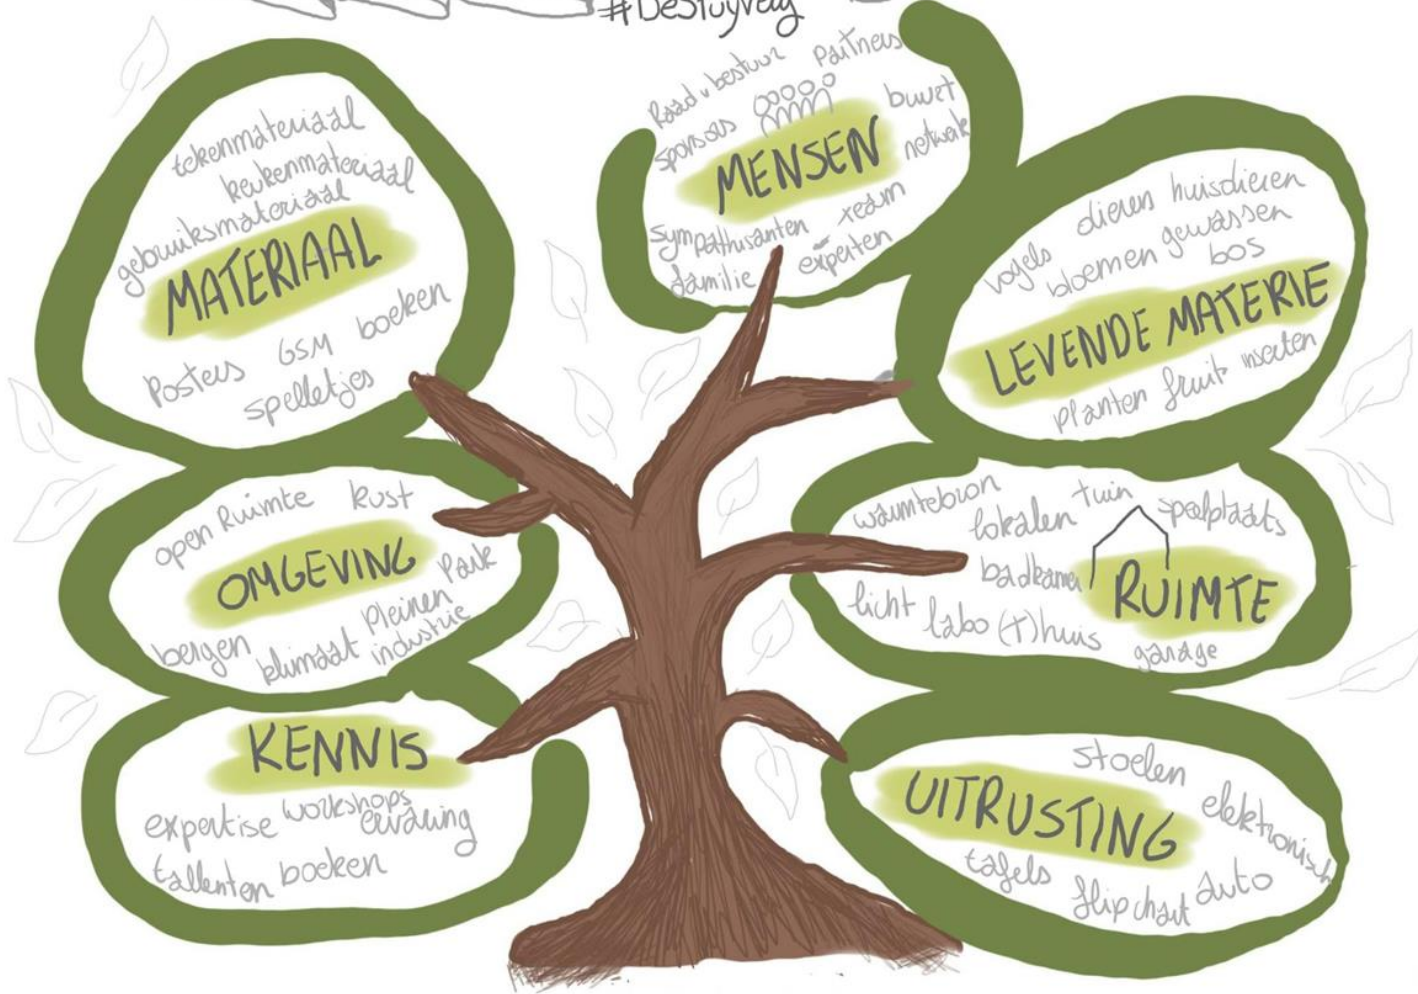 #DeStuyverij
tekenmateriaal
keukenmateriaal
gebruiksmateriaal
MATERIAAL
Posters GSM boeken
spelletjes
Raad v bestuur partners
sponsors buurt
MENSEN netwerk
sympathisanten team
familie experten
vogels dieren huisdieren
bloemen gewassen
bos
LEVENDE MATERIE
planten fruit insecten
open Ruimte kust
OMGEVING
Park
bergen klimaat pleinen
industrie
warmtebron lokalen tuin speelplaats
badkamer RUIMTE
licht labo (t)huis
garage
KENNIS
expertise workshops
ervaring
tallenten boeken
stoelen
UITRUSTING elektronisch
tafels flipchart auto